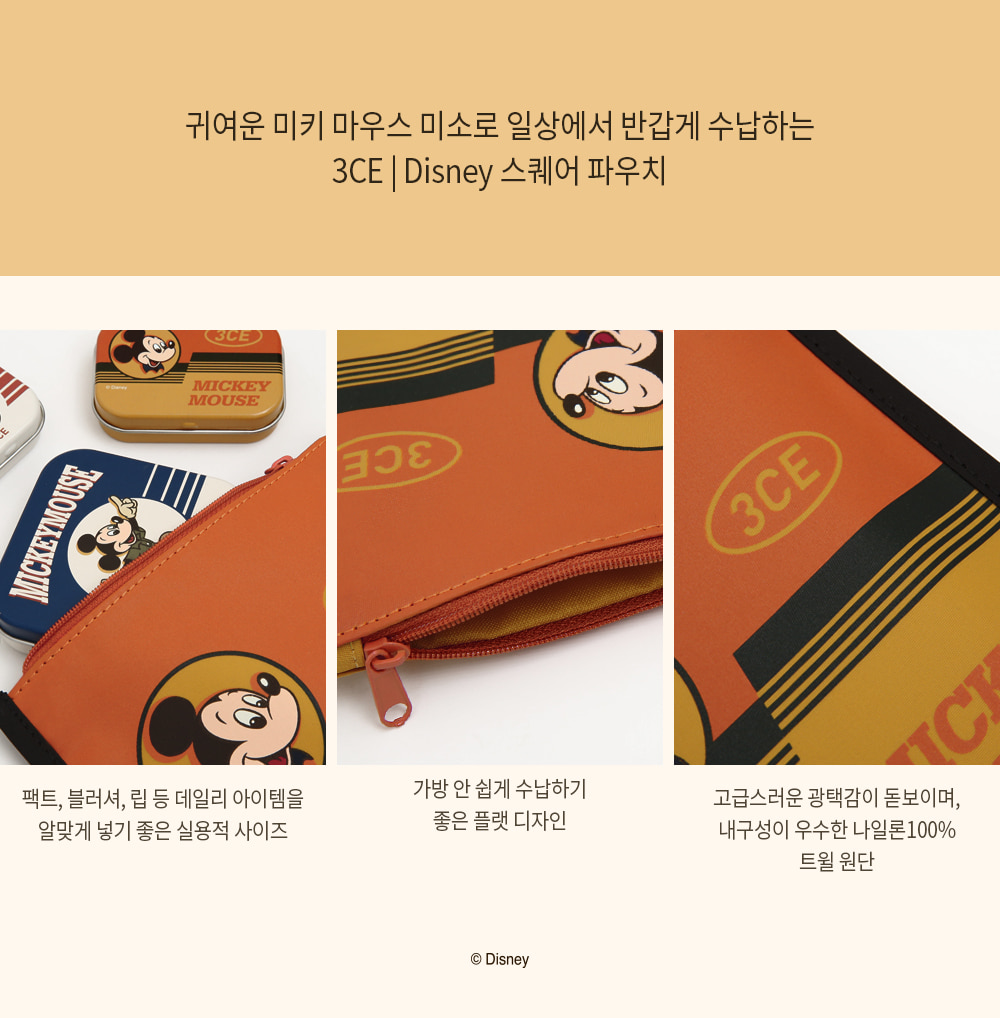 귀여운 미키 마우스 미소로 일상에서 반갑게 수납하는
3CE | Disney 스퀘어 파우치
3CE
© Disney
MICKEY
MOUSE
CE
MICKEY MOUSE
3CE
3CE
MICK
팩트, 블러셔, 립 등 데일리 아이템을
알맞게 넣기 좋은 실용적 사이즈
가방 안 쉽게 수납하기
좋은 플랫 디자인
고급스러운 광택감이 돋보이며,
내구성이 우수한 나일론100%
트윌 원단
© Disney